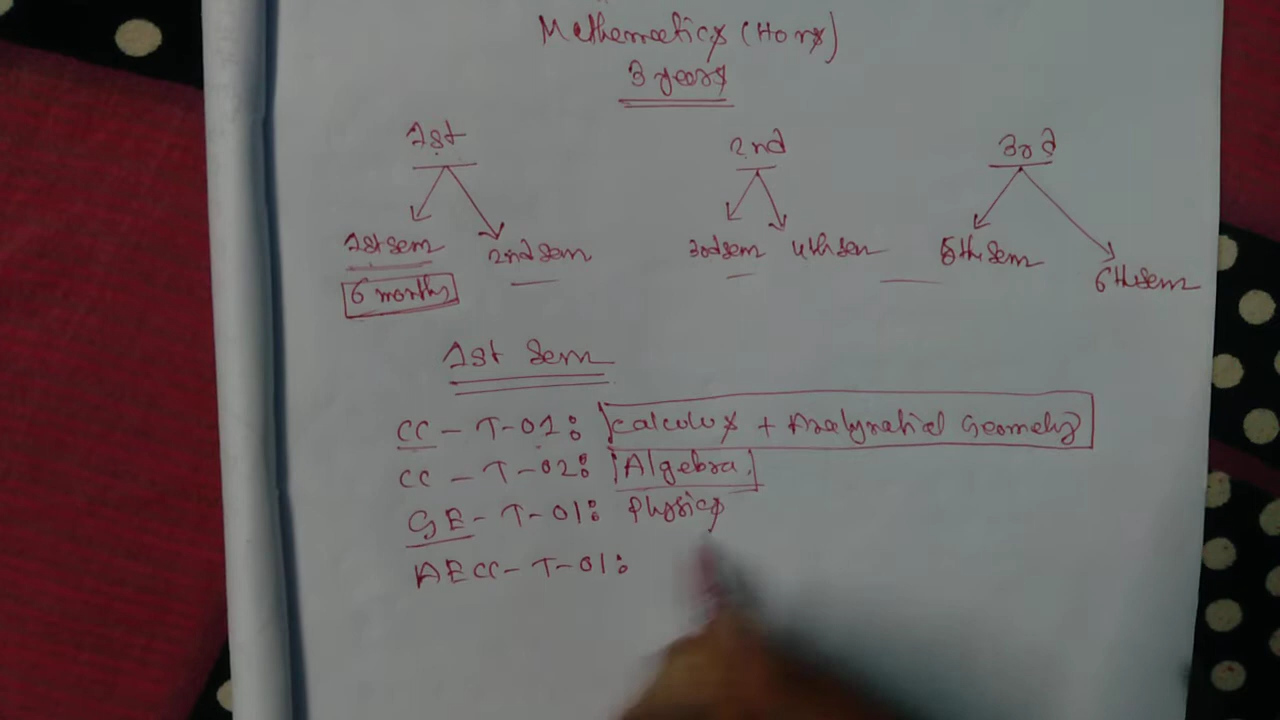 Mathematics (Hons)
3 years
1st 2nd 3rd
1st sem 2nd sem 3rd sem 4th sem 5th sem 6th sem
6 months
1st Sem
CC - T - 01: Calculus + Analynatial Geometry
CC - T - 02: Algebra.
GE - T - 01: Physics
AECC - T - 01: